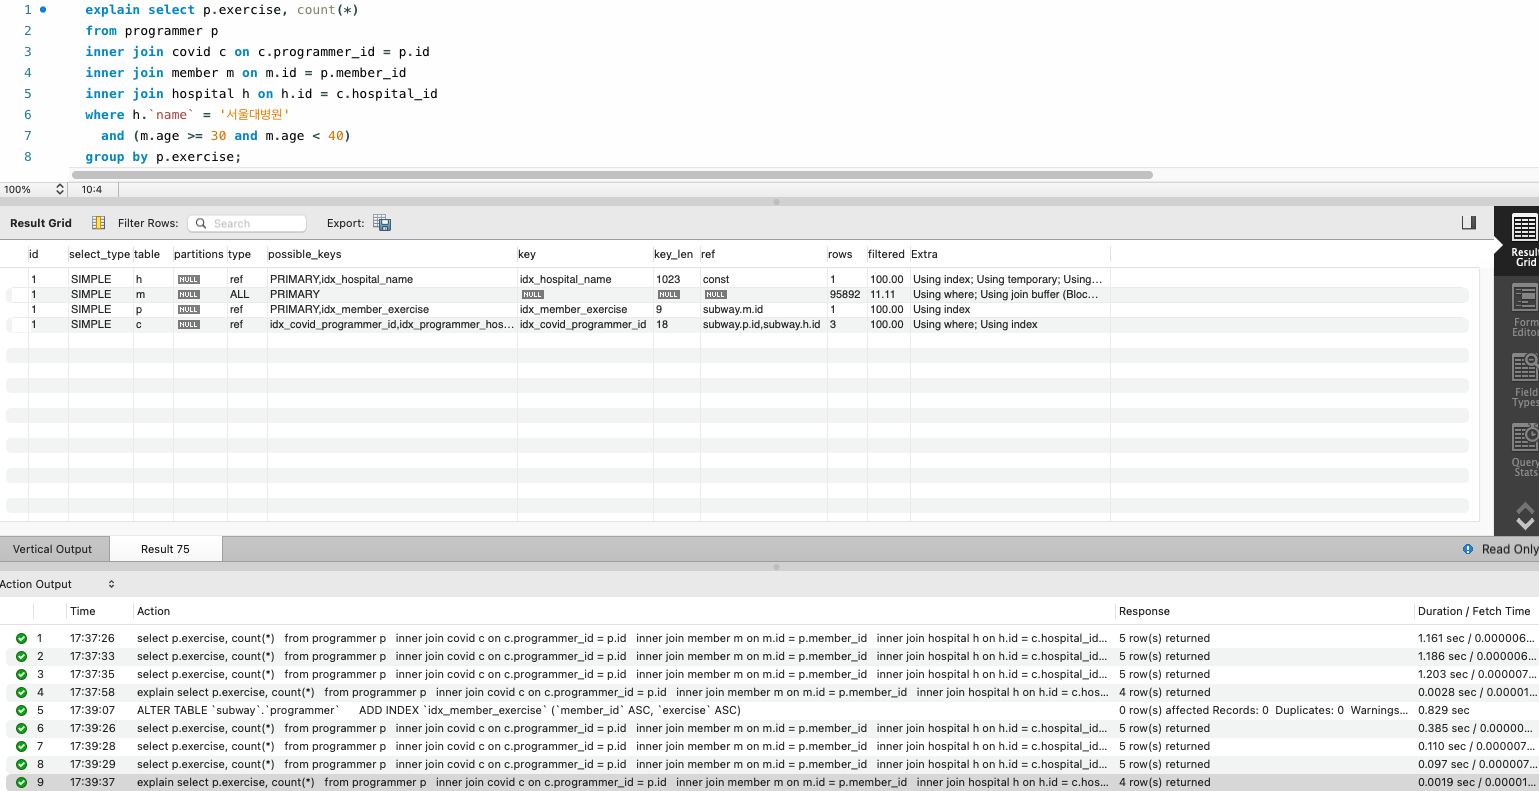 1 explain select p.exercise, count(*)
2 from programmer p
3 inner join covid c on c.programmer_id = p.id
4 inner join member m on m.id = p.member_id
5 inner join hospital h on h.id = c.hospital_id
6 where h.`name` = '서울대병원'
7 and (m.age >= 30 and m.age < 40)
8 group by p.exercise;
100% 10:4
Result Grid Filter Rows: Search Export:
id select_type table partitions type possible_keys key key_len ref rows filtered Extra
1 SIMPLE h NULL ref PRIMARY,idx_hospital_name idx_hospital_name 1023 const 1 100.00 Using index; Using temporary; Using...
1 SIMPLE m NULL ALL PRIMARY NULL NULL NULL 95892 11.11 Using where; Using join buffer (Bloc...
1 SIMPLE p NULL ref PRIMARY,idx_member_exercise idx_member_exercise 9 subway.m.id 1 100.00 Using index
1 SIMPLE c NULL ref idx_covid_programmer_id,idx_programmer_hos... idx_covid_programmer_id 18 subway.p.id,subway.h.id 3 100.00 Using where; Using index
Result
Grid
Form
Editor
Field
Types
Query
Stats
Vertical Output Result 75 Read Only
Action Output
Time Action Response Duration / Fetch Time
1 17:37:26 select p.exercise, count(*) from programmer p inner join covid c on c.programmer_id = p.id inner join member m on m.id = p.member_id inner join hospital h on h.id = c.hospital_id... 5 row(s) returned 1.161 sec / 0.000006...
2 17:37:33 select p.exercise, count(*) from programmer p inner join covid c on c.programmer_id = p.id inner join member m on m.id = p.member_id inner join hospital h on h.id = c.hospital_id... 5 row(s) returned 1.186 sec / 0.000006...
3 17:37:35 select p.exercise, count(*) from programmer p inner join covid c on c.programmer_id = p.id inner join member m on m.id = p.member_id inner join hospital h on h.id = c.hospital_id... 5 row(s) returned 1.203 sec / 0.000007...
4 17:37:58 explain select p.exercise, count(*) from programmer p inner join covid c on c.programmer_id = p.id inner join member m on m.id = p.member_id inner join hospital h on h.id = c.hos... 4 row(s) returned 0.0028 sec / 0.00001...
5 17:39:07 ALTER TABLE `subway`.`programmer` ADD INDEX `idx_member_exercise` (`member_id` ASC, `exercise` ASC) 0 row(s) affected Records: 0 Duplicates: 0 Warnings... 0.829 sec
6 17:39:26 select p.exercise, count(*) from programmer p inner join covid c on c.programmer_id = p.id inner join member m on m.id = p.member_id inner join hospital h on h.id = c.hospital_id... 5 row(s) returned 0.385 sec / 0.00000...
7 17:39:28 select p.exercise, count(*) from programmer p inner join covid c on c.programmer_id = p.id inner join member m on m.id = p.member_id inner join hospital h on h.id = c.hospital_id... 5 row(s) returned 0.110 sec / 0.000007...
8 17:39:29 select p.exercise, count(*) from programmer p inner join covid c on c.programmer_id = p.id inner join member m on m.id = p.member_id inner join hospital h on h.id = c.hospital_id... 5 row(s) returned 0.097 sec / 0.000007...
9 17:39:37 explain select p.exercise, count(*) from programmer p inner join covid c on c.programmer_id = p.id inner join member m on m.id = p.member_id inner join hospital h on h.id = c.hos... 4 row(s) returned 0.0019 sec / 0.00001...